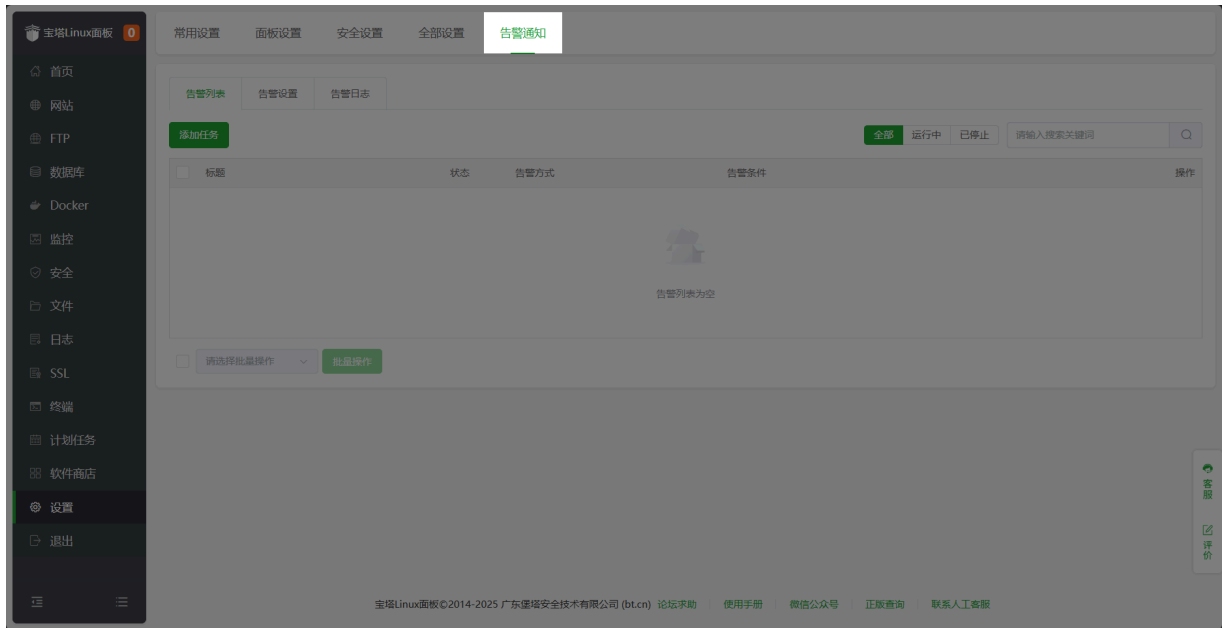 宝塔Linux面板 0
常用设置 面板设置 安全设置 全部设置 告警通知
首页
网站
FTP
数据库
Docker
监控
安全
文件
日志
SSL
终端
计划任务
软件商店
设置
退出
告警列表 告警设置 告警日志
添加任务 全部 运行中 已停止 请输入搜索关键词
标题 状态 告警方式 告警条件 操作
告警列表为空
请选择批量操作 批量操作
客服
评价
宝塔Linux面板©2014-2025 广东堡塔安全技术有限公司 (bt.cn) 论坛求助 使用手册 微信公众号 正版查询 联系人工客服